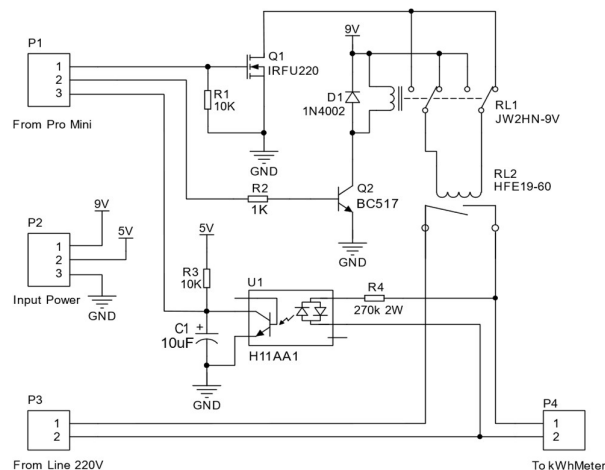 P1
1
2
3
From Pro Mini
Q1
IRFU220
R1
10K
GND
9V
D1
1N4002
RL1
JW2HN-9V
RL2
HFE19-60
R2
1K
Q2
BC517
GND
P2
9V
5V
1
2
3
Input Power
GND
5V
R3
10K
U1
H11AA1
R4
270k 2W
C1
+
10uF
GND
P3
1
2
From Line 220V
P4
1
2
To kWhMeter